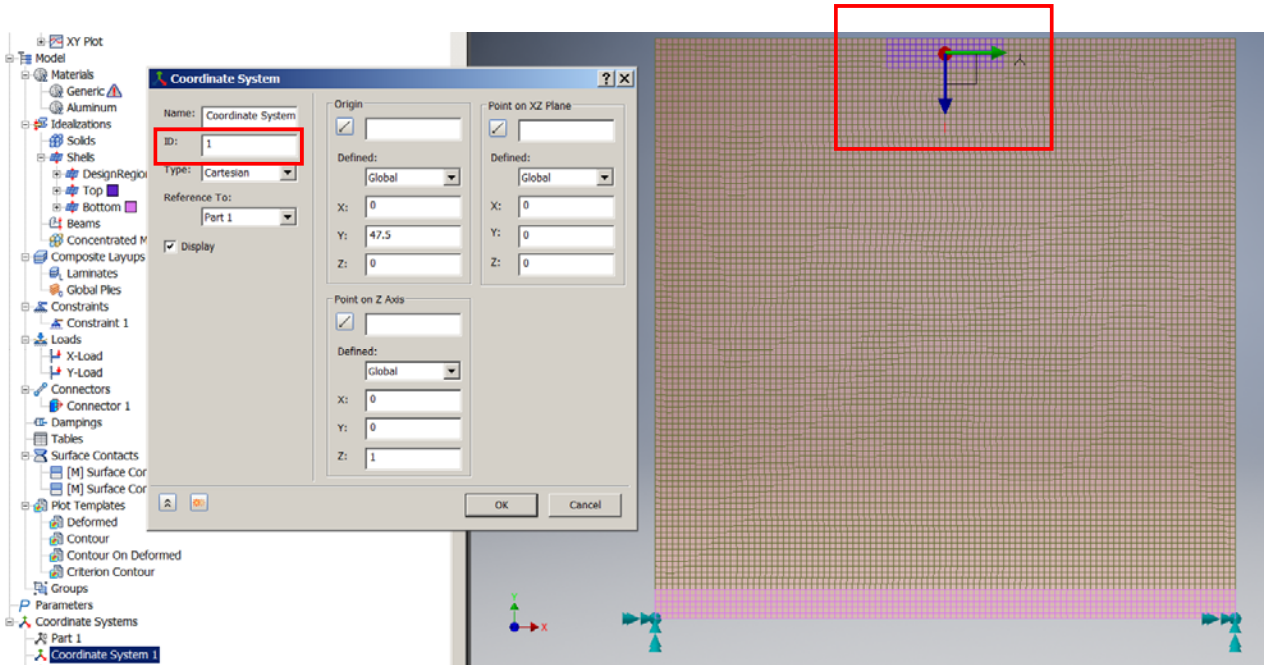 XY Plot
Model
Materials
Generic
Aluminum
Idealizations
Solids
Shells
DesignRegio
Top
Bottom
Beams
Concentrated M
Composite Layups
Laminates
Global Plies
Constraints
Constraint 1
Loads
X-Load
Y-Load
Connectors
Connector 1
Dampings
Tables
Surface Contacts
[M] Surface Cor
[M] Surface Cor
Plot Templates
Deformed
Contour
Contour On Deformed
Criterion Contour
Groups
Parameters
Coordinate Systems
Part 1
Coordinate System 1
Coordinate System
Name: Coordinate System
ID: 1
Type: Cartesian
Reference To:
Part 1
Display
Origin
Defined:
Global
X: 0
Y: 47.5
Z: 0
Point on XZ Plane
Defined:
Global
X: 0
Y: 0
Z: 0
Point on Z Axis
Defined:
Global
X: 0
Y: 0
Z: 1
OK Cancel
Y
X